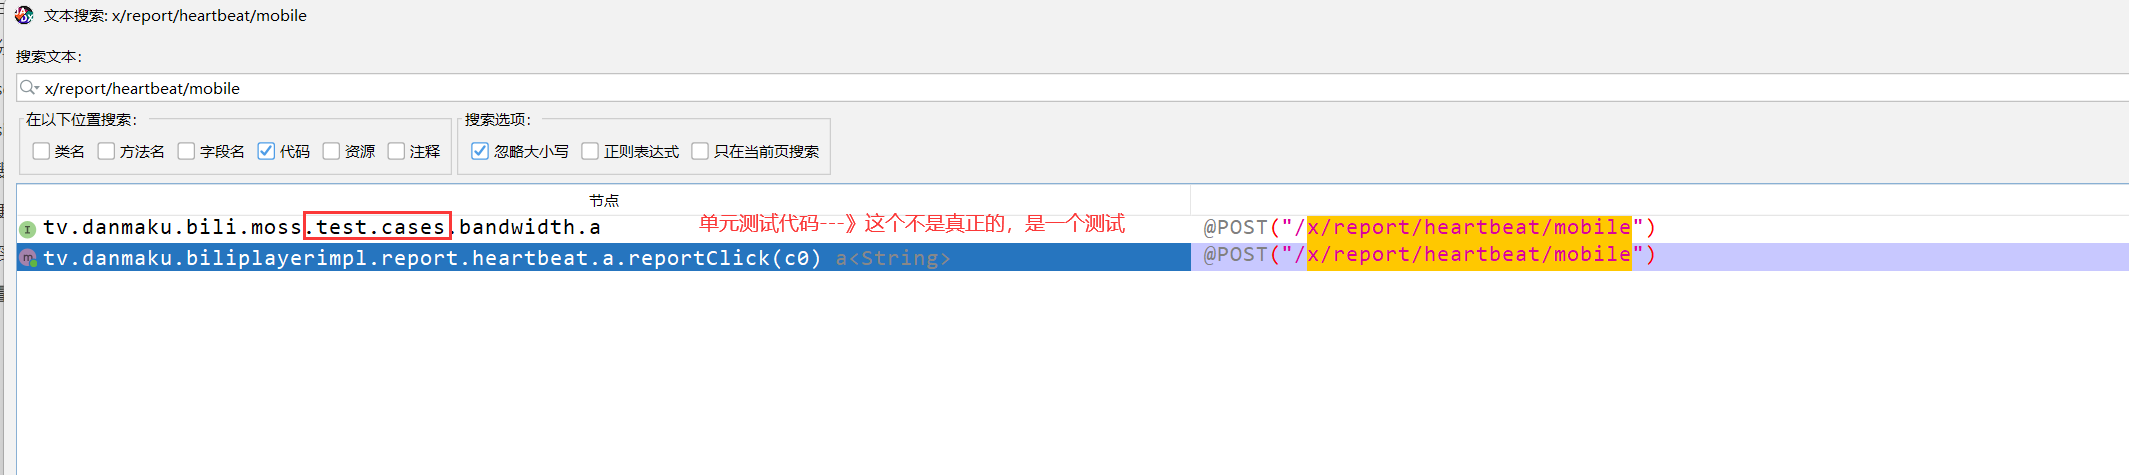 文本搜索: x/report/heartbeat/mobile
搜索文本:
x/report/heartbeat/mobile
在以下位置搜索:
搜索选项:
类名 方法名 字段名 代码 资源 注释 忽略大小写 正则表达式 只在当前页搜索
节点
tv.danmaku.bili.moss.test.cases.bandwidth.a 单元测试代码---》这个不是真正的，是一个测试 @POST("/x/report/heartbeat/mobile")
tv.danmaku.biliplayerimpl.report.heartbeat.a.reportClick(c0) a<String> @POST("/x/report/heartbeat/mobile")